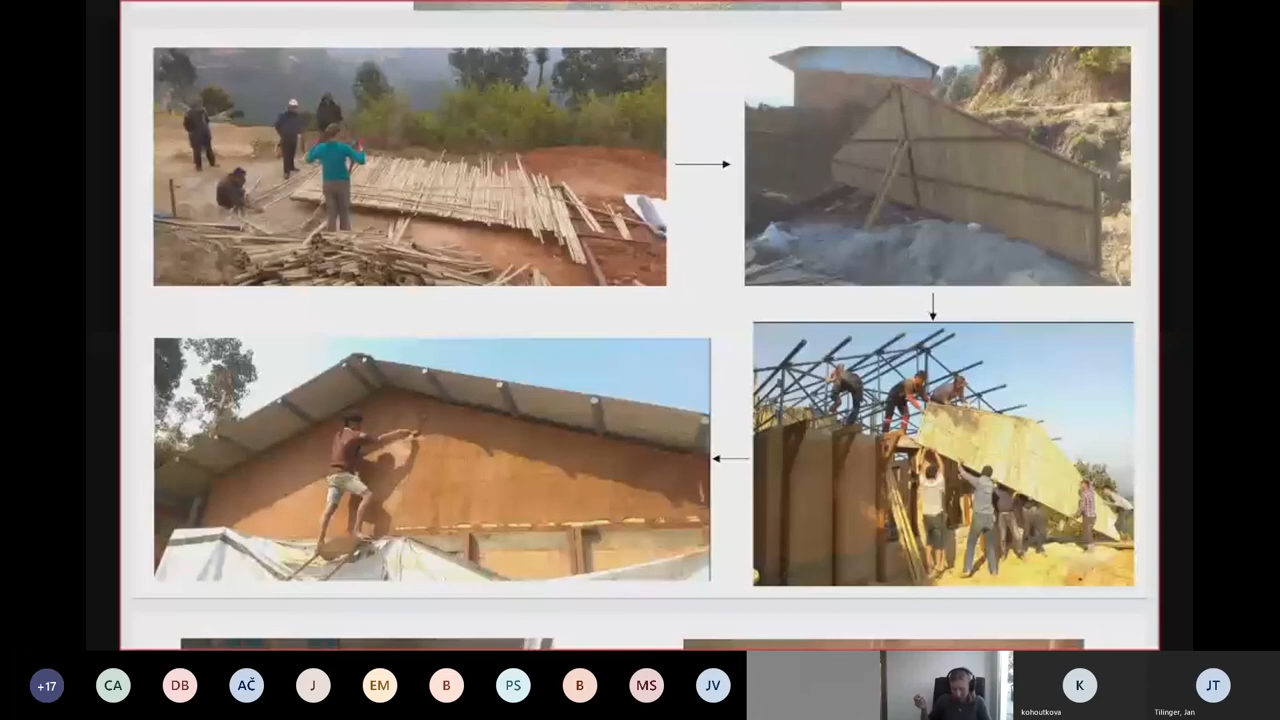 +17
CA
DB
AČ
J
EM
B
PS
B
MS
JV
K
kohoutkova
JT
Tilinger, Jan